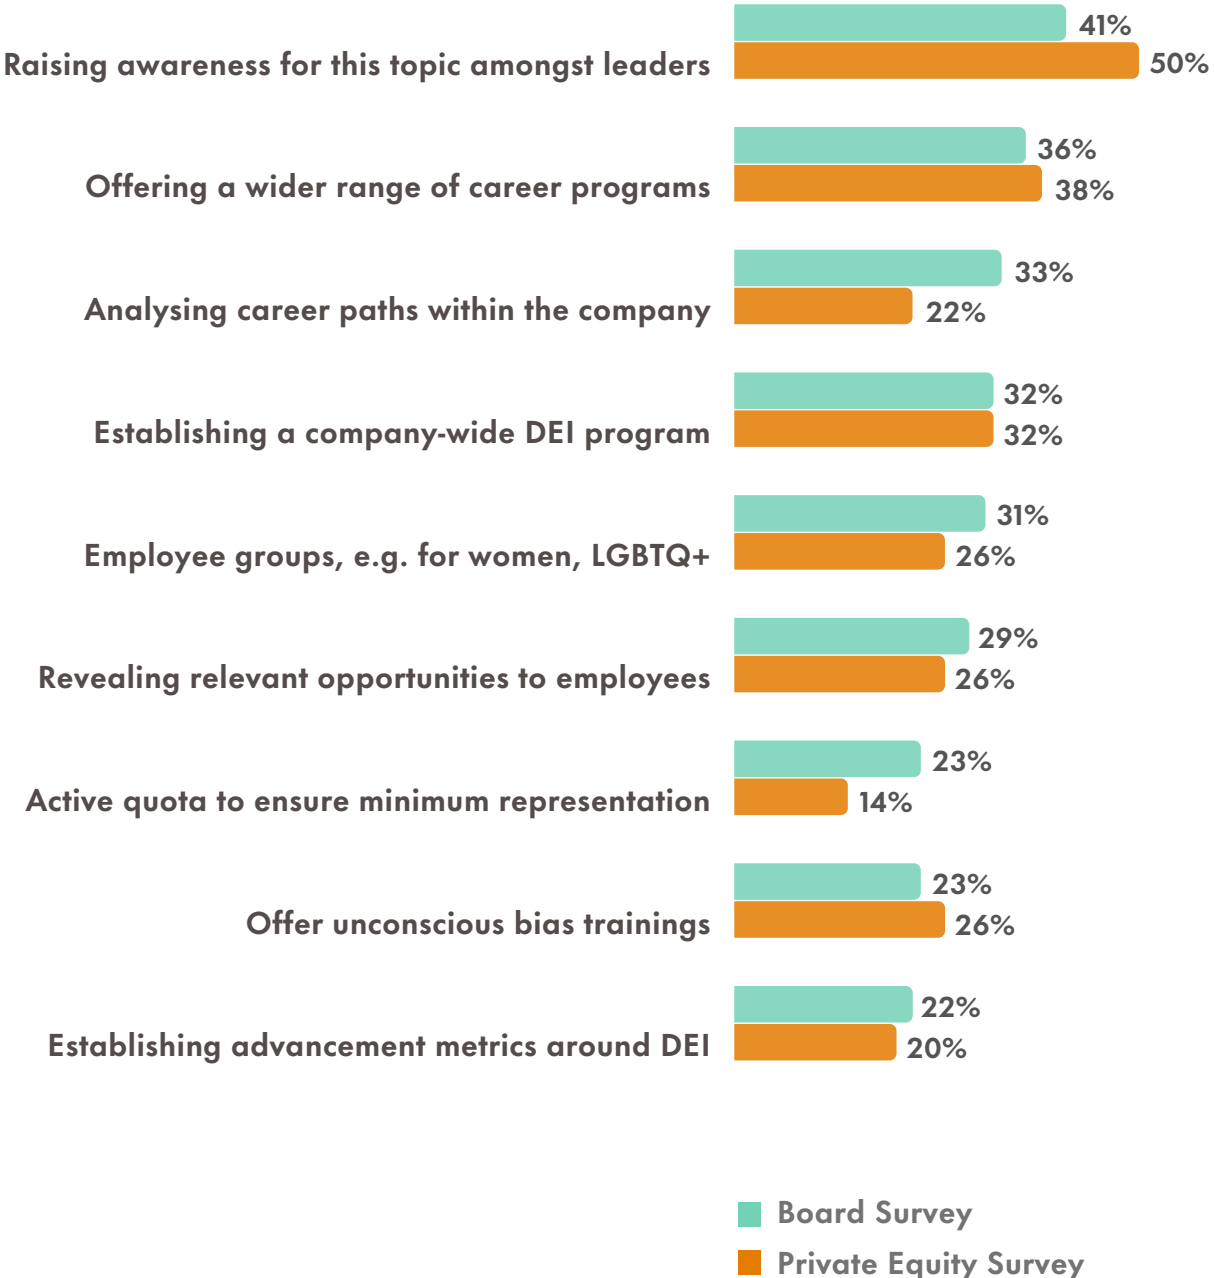 41%
Raising awareness for this topic amongst leaders
50%
36%
Offering a wider range of career programs
38%
33%
Analysing career paths within the company
22%
32%
Establishing a company-wide DEI program
32%
31%
Employee groups, e.g. for women, LGBTQ+
26%
29%
Revealing relevant opportunities to employees
26%
23%
Active quota to ensure minimum representation
14%
23%
Offer unconscious bias trainings
26%
22%
Establishing advancement metrics around DEI
20%
Board Survey
Private Equity Survey